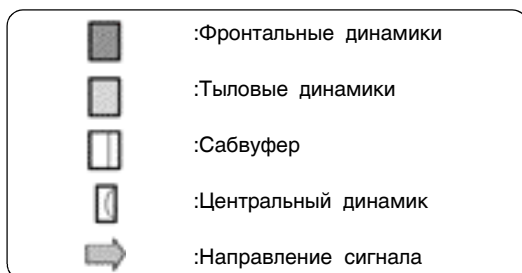 :Фронтальные динамики
:Тыловые динамики
:Сабвуфер
:Центральный динамик
:Направление сигнала